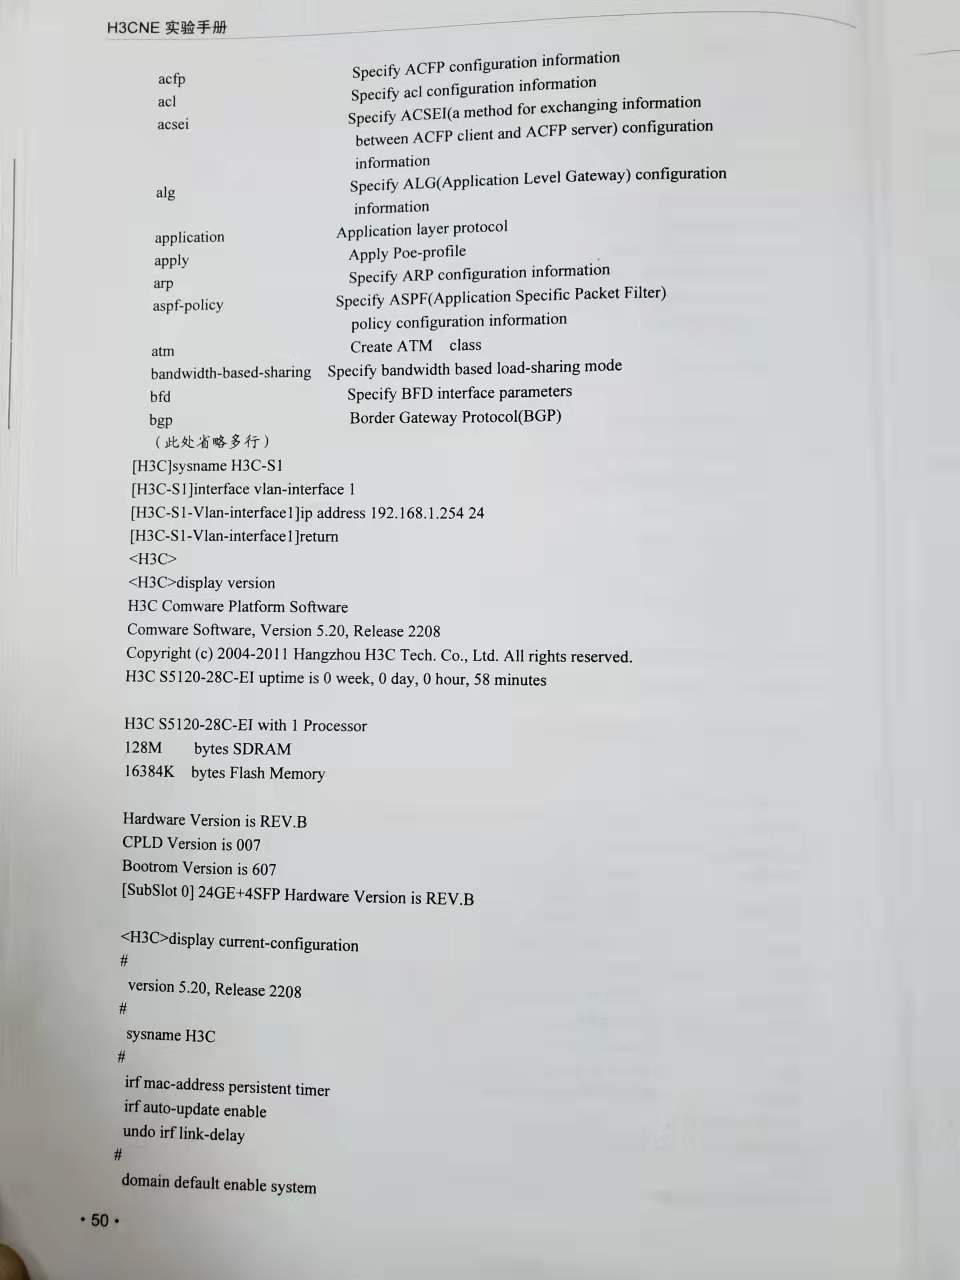 H3CNE 实验手册
acfp Specify ACFP configuration information
acl Specify acl configuration information
acsei Specify ACSEI(a method for exchanging information
between ACFP client and ACFP server) configuration
information
alg Specify ALG(Application Level Gateway) configuration
information
application Application layer protocol
apply Apply Poe-profile
arp Specify ARP configuration information
aspf-policy Specify ASPF(Application Specific Packet Filter)
policy configuration information
atm Create ATM class
bandwidth-based-sharing Specify bandwidth based load-sharing mode
bfd Specify BFD interface parameters
bgp Border Gateway Protocol(BGP)
（此处省略多行）
[H3C]sysname H3C-S1
[H3C-S1]interface vlan-interface 1
[H3C-S1-Vlan-interface1]ip address 192.168.1.254 24
[H3C-S1-Vlan-interface1]return
<H3C>
<H3C>display version
H3C Comware Platform Software
Comware Software, Version 5.20, Release 2208
Copyright (c) 2004-2011 Hangzhou H3C Tech. Co., Ltd. All rights reserved.
H3C S5120-28C-EI uptime is 0 week, 0 day, 0 hour, 58 minutes
H3C S5120-28C-EI with 1 Processor
128M bytes SDRAM
16384K bytes Flash Memory
Hardware Version is REV.B
CPLD Version is 007
Bootrom Version is 607
[SubSlot 0] 24GE+4SFP Hardware Version is REV.B
<H3C>display current-configuration
#
version 5.20, Release 2208
#
sysname H3C
#
irf mac-address persistent timer
irf auto-update enable
undo irf link-delay
#
domain default enable system
·50·